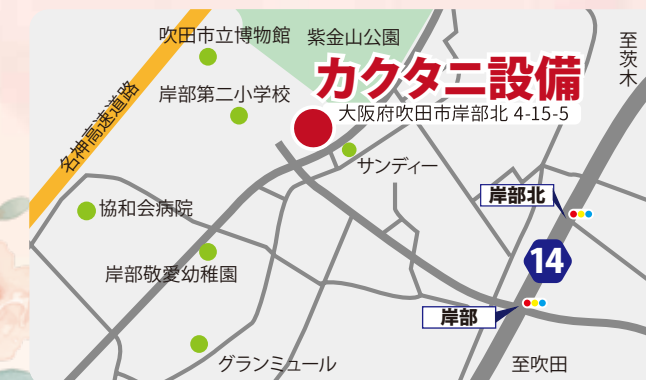 吹田市立博物館
紫金山公園
至茨木
カクタニ設備
大阪府吹田市岸部北 4-15-5
岸部第二小学校
名神高速道路
サンディー
岸部北
協和会病院
14
岸部敬愛幼稚園
岸部
グランミュール
至吹田